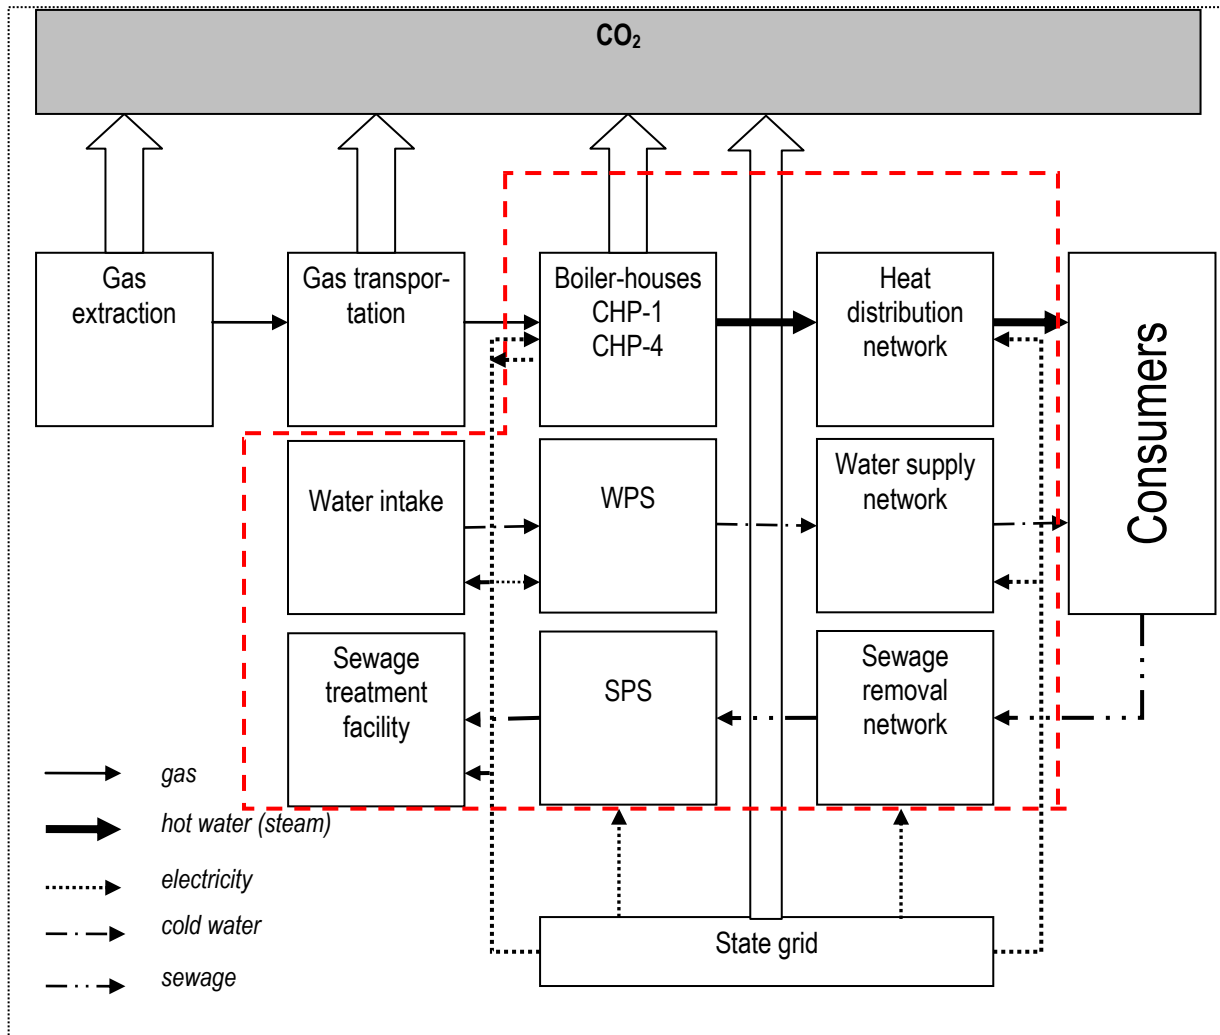 CO₂
Gas
extraction
Gas transpor-
tation
Boiler-houses
CHP-1
CHP-4
Heat
distribution
network
Consumers
Water intake
WPS
Water supply
network
Sewage
treatment
facility
SPS
Sewage
removal
network
gas
hot water (steam)
electricity
cold water
sewage
State grid